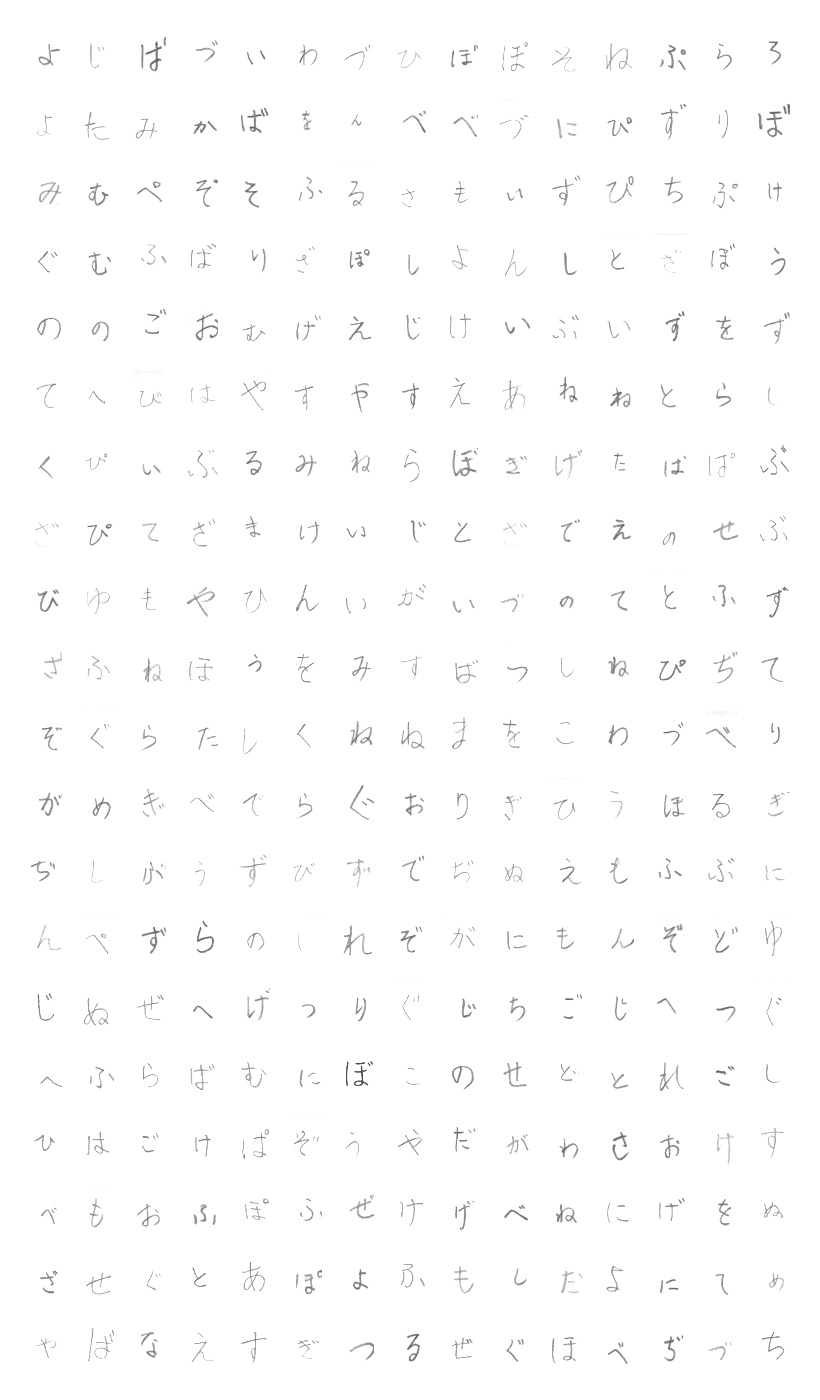 よじばづいわづひぼぽそねぷらろ
よたみかばをんべべづにぴずりぼ
みむぺぞそふるさもいずぴちぷけ
ぐむふばりざぽしよんしとざぼう
ののごおむげえじけいぶいずをず
てへびはやすやすえあねねとらし
くぴいぶるみねらぼぎげたばぱぶ
ざぴてざまけいじとざでえのせぶ
びゆもやひんいがいづのてとふず
ざふねほうをみすばつしねぴぢて
ぞぐらたしくねねまをこわづべり
がめぎべでらぐおりぎひうほるぎ
ぢしがうずびずでぢぬえもふぶに
んぺずらのしれぞがにもんぞどゆ
じぬぜへげつりぐじちごじへつぐ
へふらばむにぼこのせどとれごし
ひはごけぱぞうやだがわさおけす
べもおふぽふぜけげべねにげをぬ
ざせぐとあぽよふもしだよにてめ
やばなえすぎつるぜぐほべぢづち